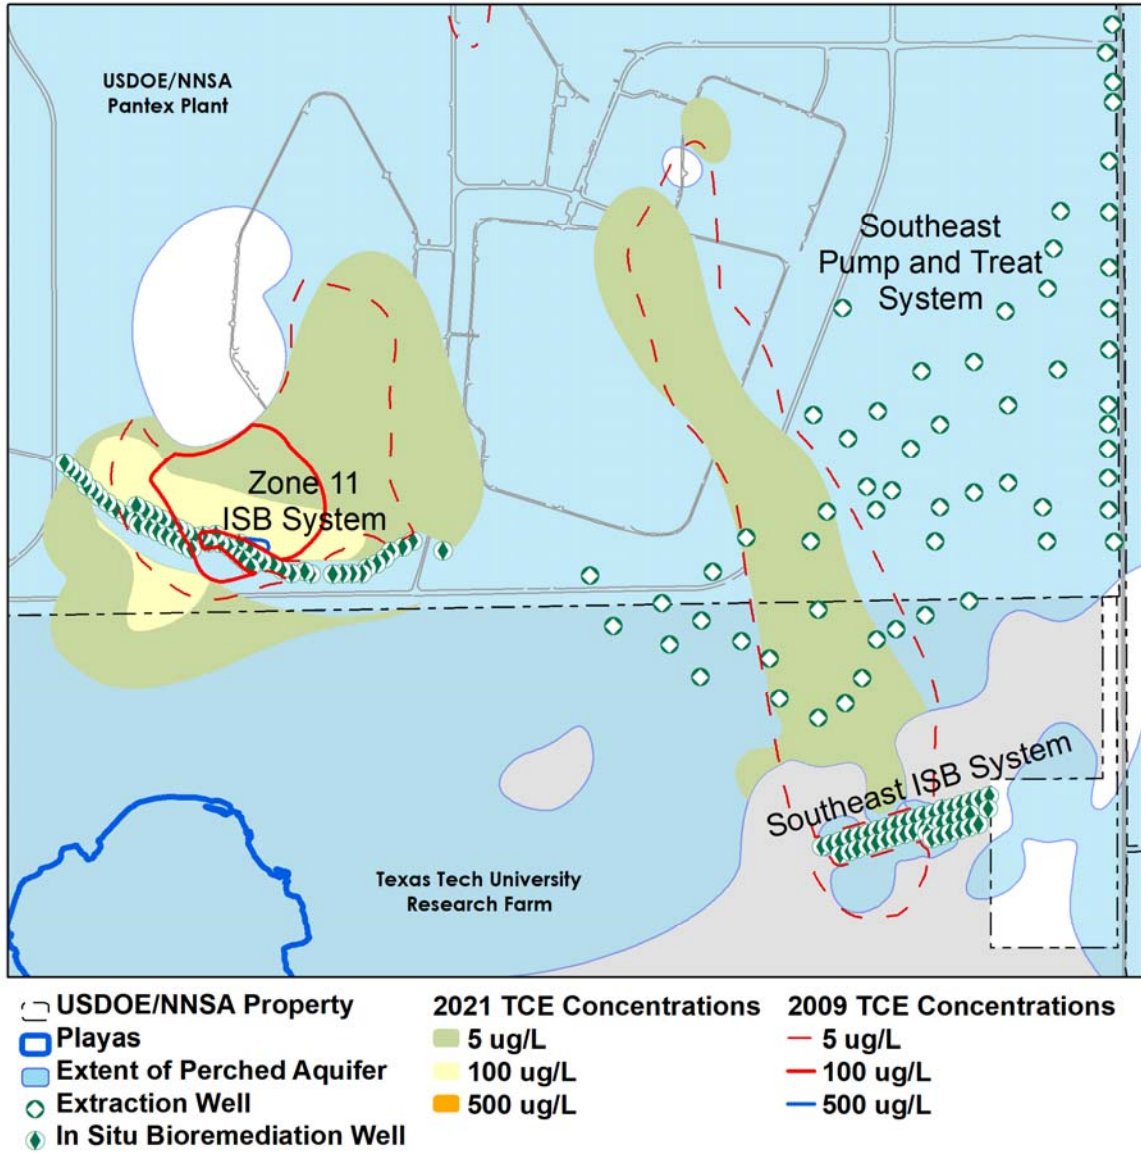 USDOE/NNSA
Pantex Plant
Southeast
Pump and Treat
System
Zone 11
ISB System
Southeast ISB System
Texas Tech University
Research Farm
USDOE/NNSA Property
Playas
Extent of Perched Aquifer
Extraction Well
In Situ Bioremediation Well
2021 TCE Concentrations
5 ug/L
100 ug/L
500 ug/L
2009 TCE Concentrations
5 ug/L
100 ug/L
500 ug/L